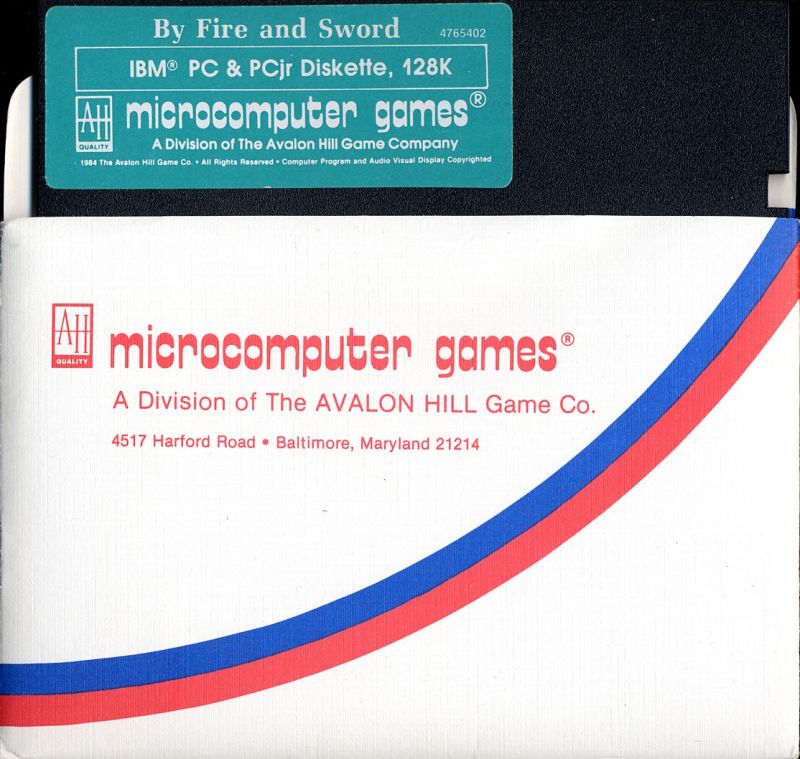 By Fire and Sword 4765402
IBM® PC & PCjr Diskette, 128K
AH
QUALITY
microcomputer games®
A Division of The Avalon Hill Game Company
1984 The Avalon Hill Game Co. • All Rights Reserved • Computer Program and Audio Visual Display Copyrighted
AH
QUALITY
microcomputer games®
A Division of The AVALON HILL Game Co.
4517 Harford Road • Baltimore, Maryland 21214